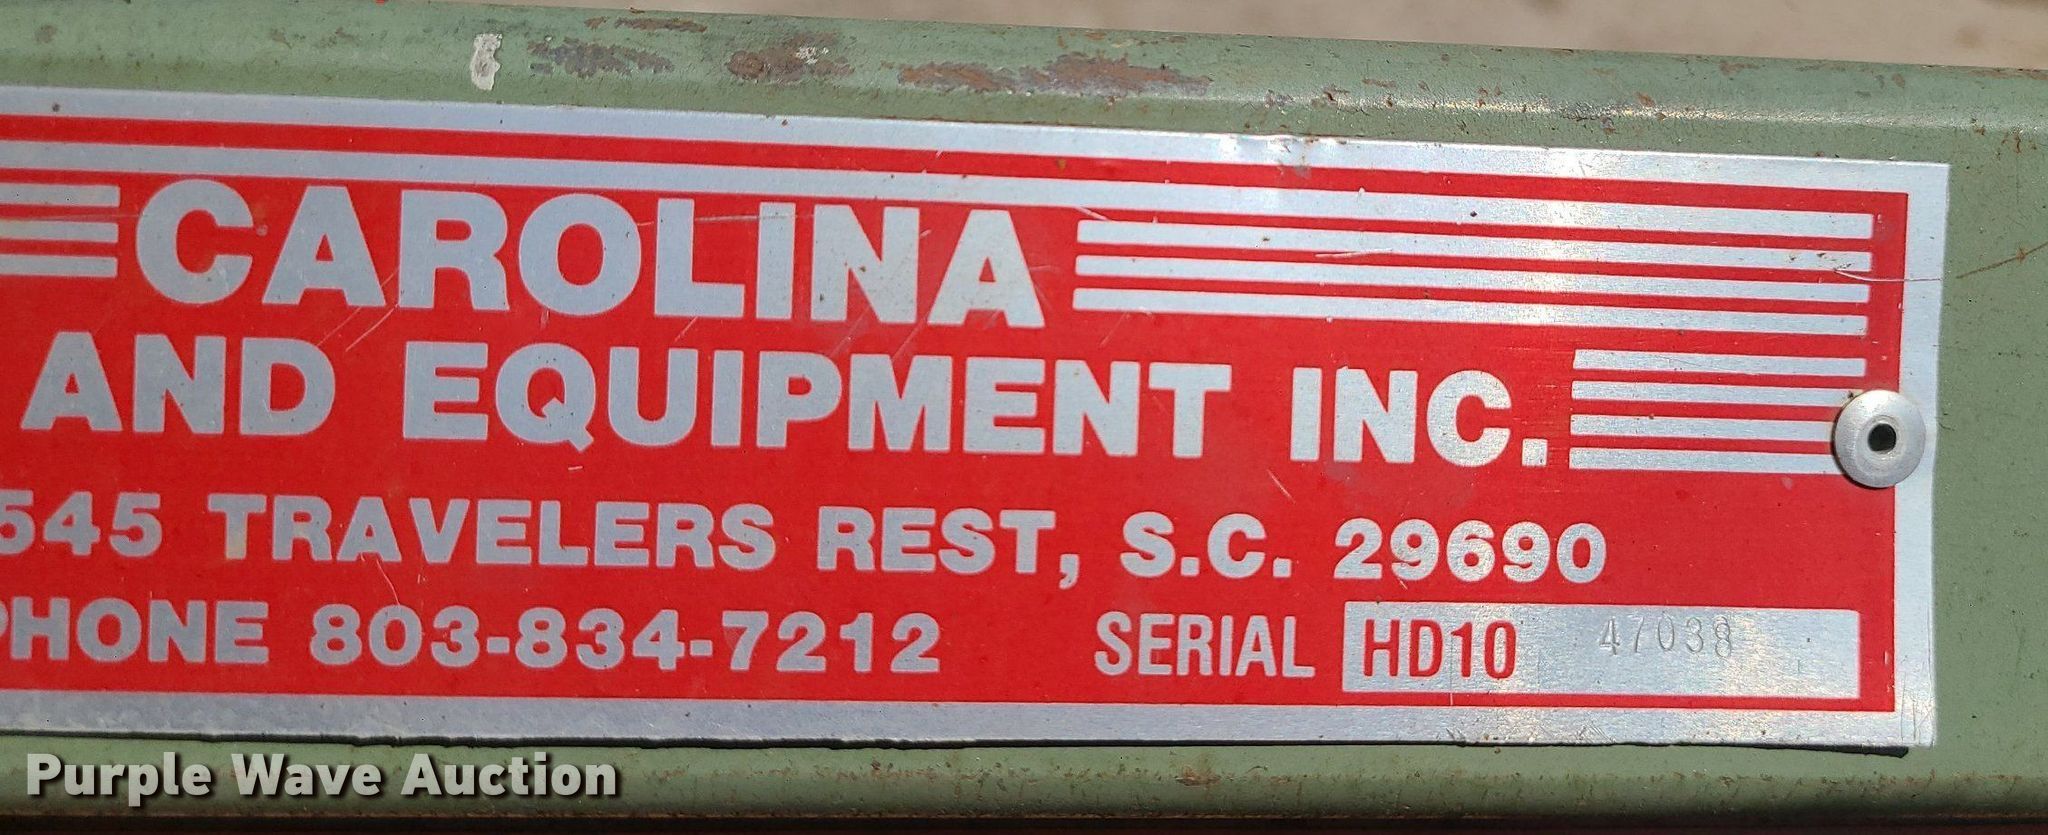 CAROLINA
AND EQUIPMENT INC.
545 TRAVELERS REST, S.C. 29690
PHONE 803-834-7212 SERIAL HD10 47038
Purple Wave Auction